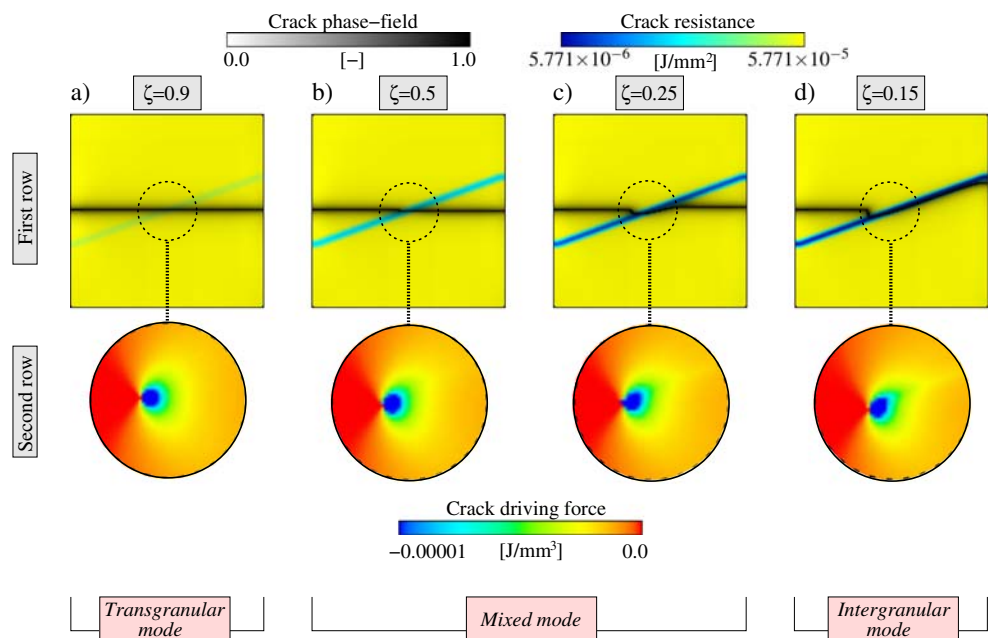 Crack phase−field
Crack resistance
0.0 [−] 1.0
5.771×10⁻⁶ [J/mm²] 5.771×10⁻⁵
a) ζ=0.9
b) ζ=0.5
c) ζ=0.25
d) ζ=0.15
First row
Second row
Crack driving force
−0.00001 [J/mm³] 0.0
Transgranular
mode
Mixed mode
Intergranular
mode